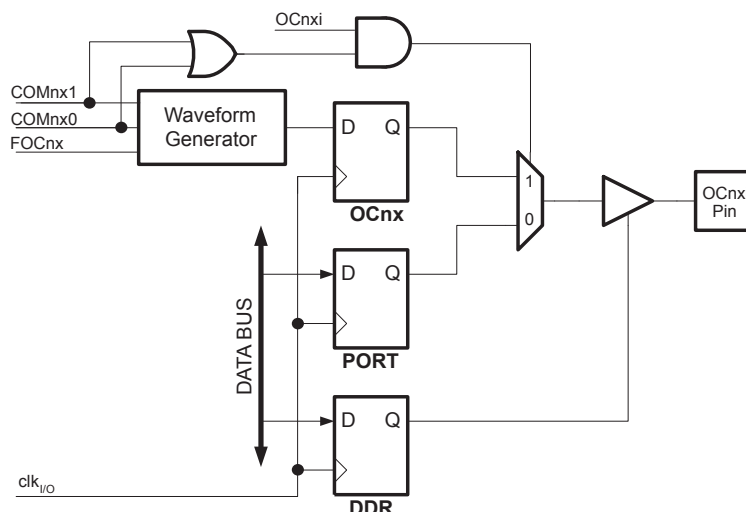 OCnxi
COMnx1
COMnx0
FOCnx
Waveform
Generator
D Q
OCnx
1
0
OCnx
Pin
D Q
PORT
DATA BUS
D Q
clkI/O
DDR